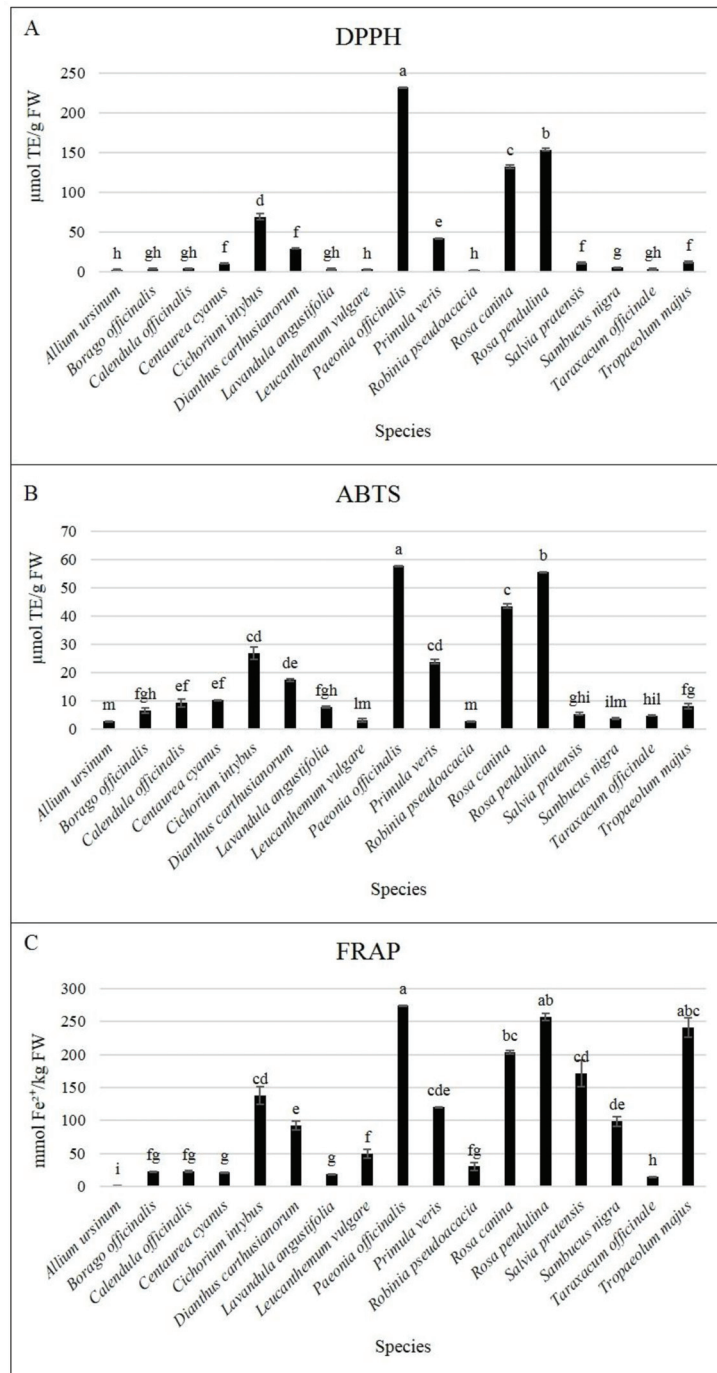 A
DPPH
µmol TE/g FW
250
200
150
100
50
0
h
gh
gh
f
d
f
gh
h
a
e
h
c
b
f
g
gh
f
Allium ursinum
Borago officinalis
Calendula officinalis
Centaurea cyanus
Cichorium intybus
Dianthus carthusianorum
Lavandula angustifolia
Leucanthemum vulgare
Paeonia officinalis
Primula veris
Robinia pseudoacacia
Rosa canina
Rosa pendulina
Salvia pratensis
Sambucus nigra
Taraxacum officinale
Tropaeolum majus
Species
B
ABTS
µmol TE/g FW
70
60
50
40
30
20
10
0
m
fgh
ef
ef
cd
de
fgh
lm
a
cd
m
c
b
ghi
ilm
hil
fg
Allium ursinum
Borago officinalis
Calendula officinalis
Centaurea cyanus
Cichorium intybus
Dianthus carthusianorum
Lavandula angustifolia
Leucanthemum vulgare
Paeonia officinalis
Primula veris
Robinia pseudoacacia
Rosa canina
Rosa pendulina
Salvia pratensis
Sambucus nigra
Taraxacum officinale
Tropaeolum majus
Species
C
FRAP
mmol Fe²⁺/kg FW
300
250
200
150
100
50
0
i
fg
fg
g
cd
e
g
f
a
cde
fg
bc
ab
cd
de
h
abc
Allium ursinum
Borago officinalis
Calendula officinalis
Centaurea cyanus
Cichorium intybus
Dianthus carthusianorum
Lavandula angustifolia
Leucanthemum vulgare
Paeonia officinalis
Primula veris
Robinia pseudoacacia
Rosa canina
Rosa pendulina
Salvia pratensis
Sambucus nigra
Taraxacum officinale
Tropaeolum majus
Species